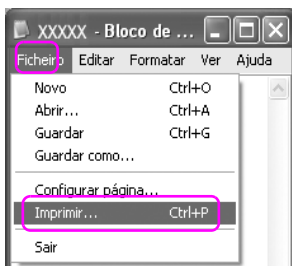 XXXXX - Bloco de ...
Ficheiro Editar Formatar Ver Ajuda
Novo Ctrl+O
Abrir... Ctrl+A
Guardar Ctrl+G
Guardar como...
Configurar página...
Imprimir... Ctrl+P
Sair